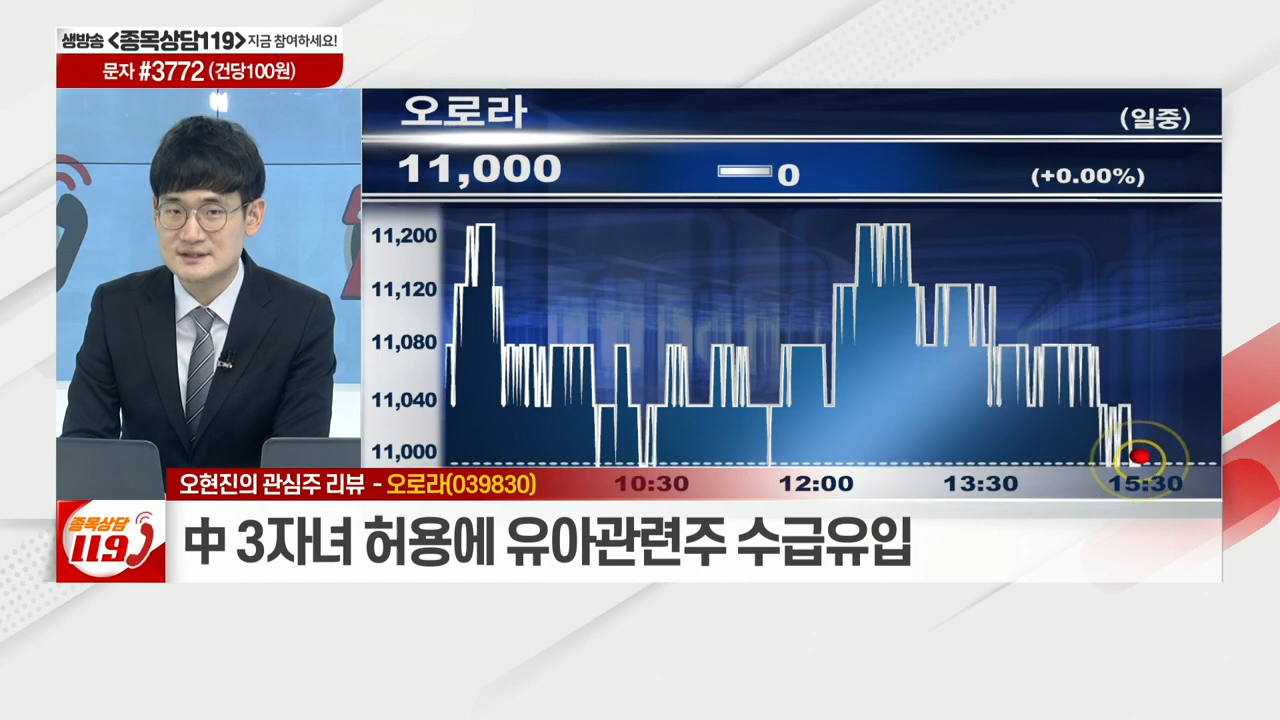 생방송 <종목상담119> 지금 참여하세요!
문자 #3772 (건당100원)
오로라
(일중)
11,000
0
(+0.00%)
11,200
11,120
11,080
11,040
11,000
10:30
12:00
13:30
15:30
오현진의 관심주 리뷰 - 오로라(039830)
종목상담
119
中 3자녀 허용에 유아관련주 수급유입